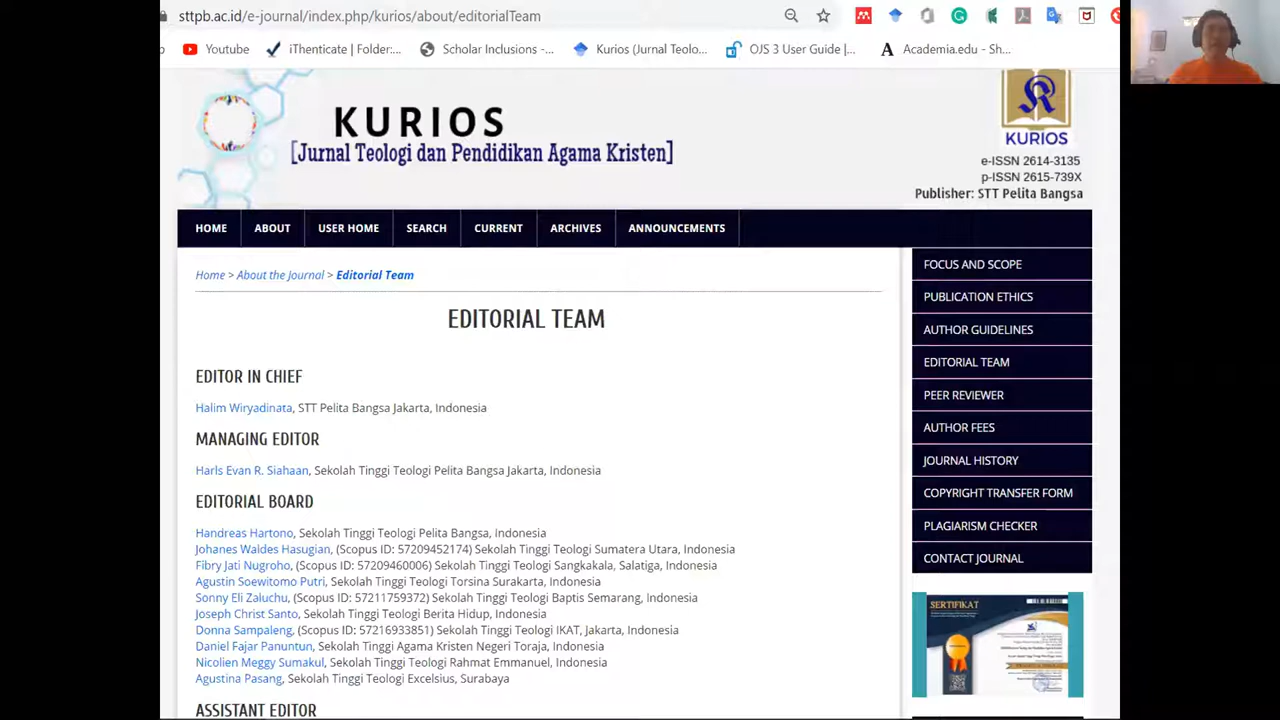 sttpb.ac.id/e-journal/index.php/kurios/about/editorialTeam
Youtube
iThenticate | Folder:...
Scholar Inclusions -...
Kurios (Jurnal Teolo...
OJS 3 User Guide |...
Academia.edu - Sh...
KURIOS
[Jurnal Teologi dan Pendidikan Agama Kristen]
KURIOS
e-ISSN 2614-3135
p-ISSN 2615-739X
Publisher: STT Pelita Bangsa
HOME
ABOUT
USER HOME
SEARCH
CURRENT
ARCHIVES
ANNOUNCEMENTS
Home > About the Journal > Editorial Team
EDITORIAL TEAM
EDITOR IN CHIEF
Halim Wiryadinata, STT Pelita Bangsa Jakarta, Indonesia
MANAGING EDITOR
Harls Evan R. Siahaan, Sekolah Tinggi Teologi Pelita Bangsa Jakarta, Indonesia
EDITORIAL BOARD
Handreas Hartono, Sekolah Tinggi Teologi Pelita Bangsa, Indonesia
Johanes Waldes Hasugian, (Scopus ID: 57209452174) Sekolah Tinggi Teologi Sumatera Utara, Indonesia
Fibry Jati Nugroho, (Scopus ID: 57209460006) Sekolah Tinggi Teologi Sangkakala, Salatiga, Indonesia
Agustin Soewitomo Putri, Sekolah Tinggi Teologi Torsina Surakarta, Indonesia
Sonny Eli Zaluchu, (Scopus ID: 57211759372) Sekolah Tinggi Teologi Baptis Semarang, Indonesia
Joseph Christ Santo, Sekolah Tinggi Teologi Berita Hidup, Indonesia
Donna Sampaleng, (Scopus ID: 57216933851) Sekolah Tinggi Teologi IKAT, Jakarta, Indonesia
Daniel Fajar Panuntun, Sekolah Tinggi Agama Kristen Negeri Toraja, Indonesia
Nicolien Meggy Sumakul, Sekolah Tinggi Teologi Rahmat Emmanuel, Indonesia
Agustina Pasang, Sekolah Tinggi Teologi Excelsius, Surabaya
ASSISTANT EDITOR
FOCUS AND SCOPE
PUBLICATION ETHICS
AUTHOR GUIDELINES
EDITORIAL TEAM
PEER REVIEWER
AUTHOR FEES
JOURNAL HISTORY
COPYRIGHT TRANSFER FORM
PLAGIARISM CHECKER
CONTACT JOURNAL
SERTIFIKAT